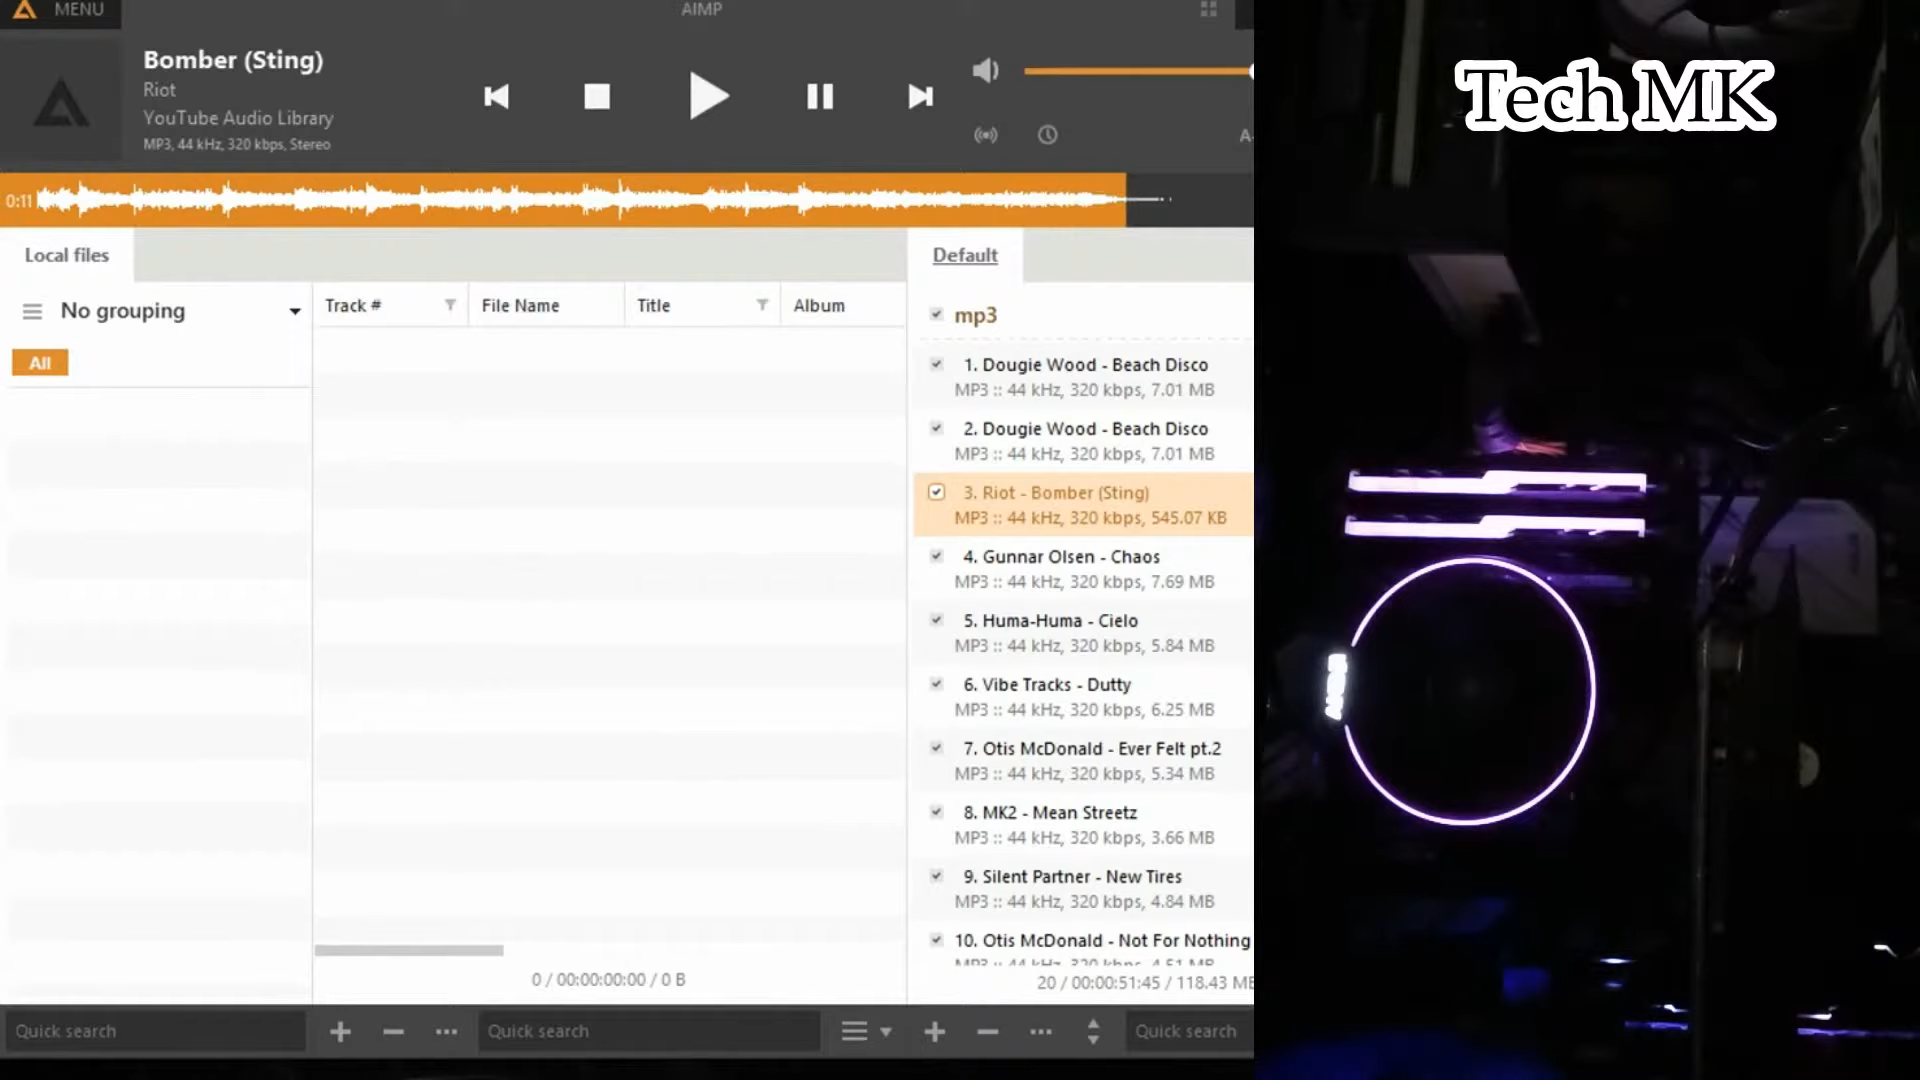 MENU
AIMP
Bomber (Sting)
Riot
YouTube Audio Library
MP3, 44 kHz, 320 kbps, Stereo
0:11
Local files
Default
No grouping
Track #
File Name
Title
Album
mp3
All
1. Dougie Wood - Beach Disco
MP3 :: 44 kHz, 320 kbps, 7.01 MB
2. Dougie Wood - Beach Disco
MP3 :: 44 kHz, 320 kbps, 7.01 MB
3. Riot - Bomber (Sting)
MP3 :: 44 kHz, 320 kbps, 545.07 KB
4. Gunnar Olsen - Chaos
MP3 :: 44 kHz, 320 kbps, 7.69 MB
5. Huma-Huma - Cielo
MP3 :: 44 kHz, 320 kbps, 5.84 MB
6. Vibe Tracks - Dutty
MP3 :: 44 kHz, 320 kbps, 6.25 MB
7. Otis McDonald - Ever Felt pt.2
MP3 :: 44 kHz, 320 kbps, 5.34 MB
8. MK2 - Mean Streetz
MP3 :: 44 kHz, 320 kbps, 3.66 MB
9. Silent Partner - New Tires
MP3 :: 44 kHz, 320 kbps, 4.84 MB
10. Otis McDonald - Not For Nothing
MP3 :: 44 kHz, 320 kbps, 4.51 MB
0 / 00:00:00:00 / 0 B
20 / 00:00:51:45 / 118.43 MB
Quick search
Quick search
Quick search
Tech MK